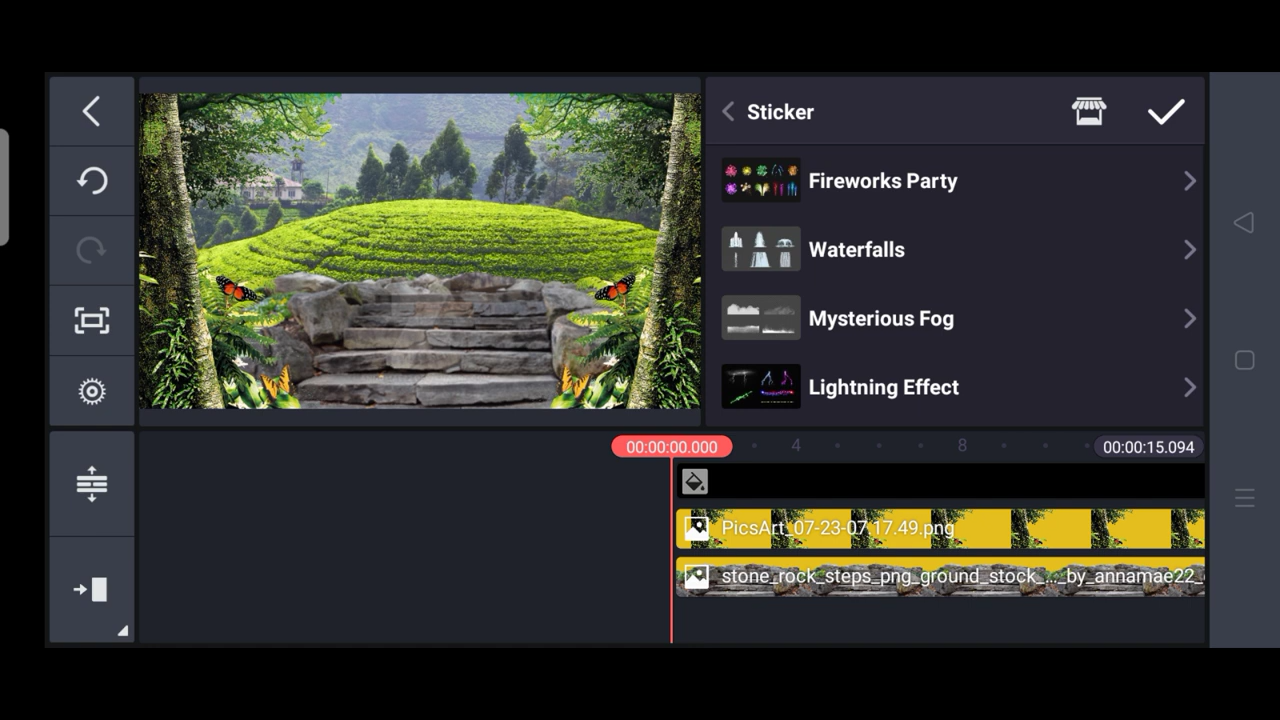 Sticker
Fireworks Party
Waterfalls
Mysterious Fog
Lightning Effect
00:00:00.000
4
8
00:00:15.094
PicsArt_07-23-07.17.49.png
stone_rock_steps_png_ground_stock_..._by_annamae22_